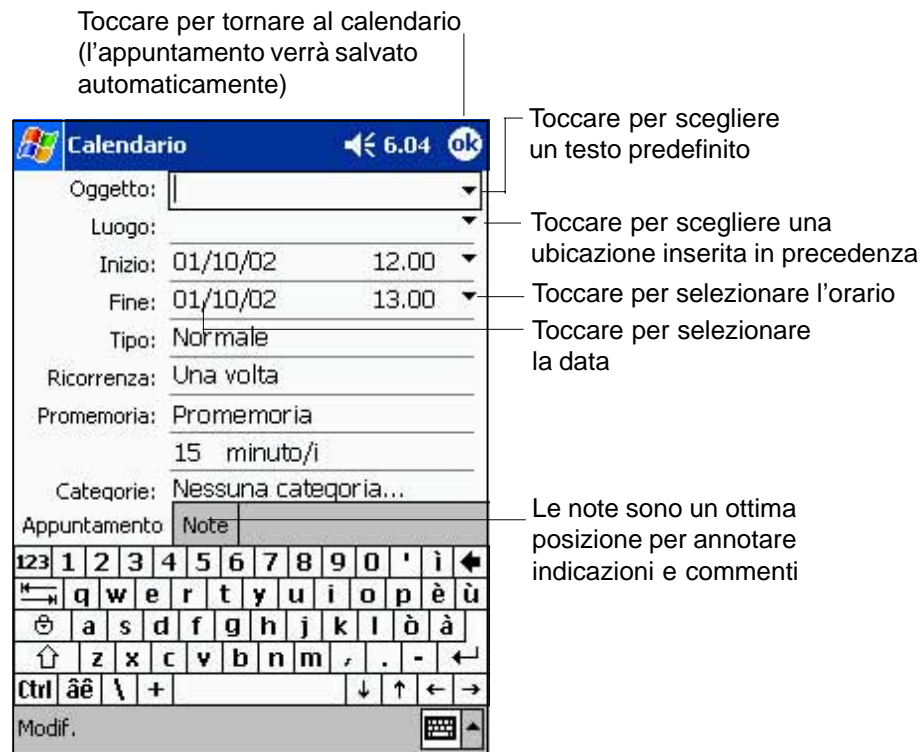 Toccare per tornare al calendario
(l'appuntamento verrà salvato
automaticamente)
Calendario 6.04 ok
Toccare per scegliere
un testo predefinito
Oggetto:
Luogo:
Toccare per scegliere una
ubicazione inserita in precedenza
Inizio: 01/10/02 12.00
Fine: 01/10/02 13.00
Toccare per selezionare l'orario
Tipo: Normale
Toccare per selezionare
la data
Ricorrenza: Una volta
Promemoria: Promemoria
15 minuto/i
Categorie: Nessuna categoria...
Appuntamento Note
Le note sono un ottima
posizione per annotare
indicazioni e commenti
123 1 2 3 4 5 6 7 8 9 0 ' ì
q w e r t y u i o p è ù
a s d f g h j k l ò à
z x c v b n m , . -
Ctrl âê \ + ↓ ↑ ← →
Modif.